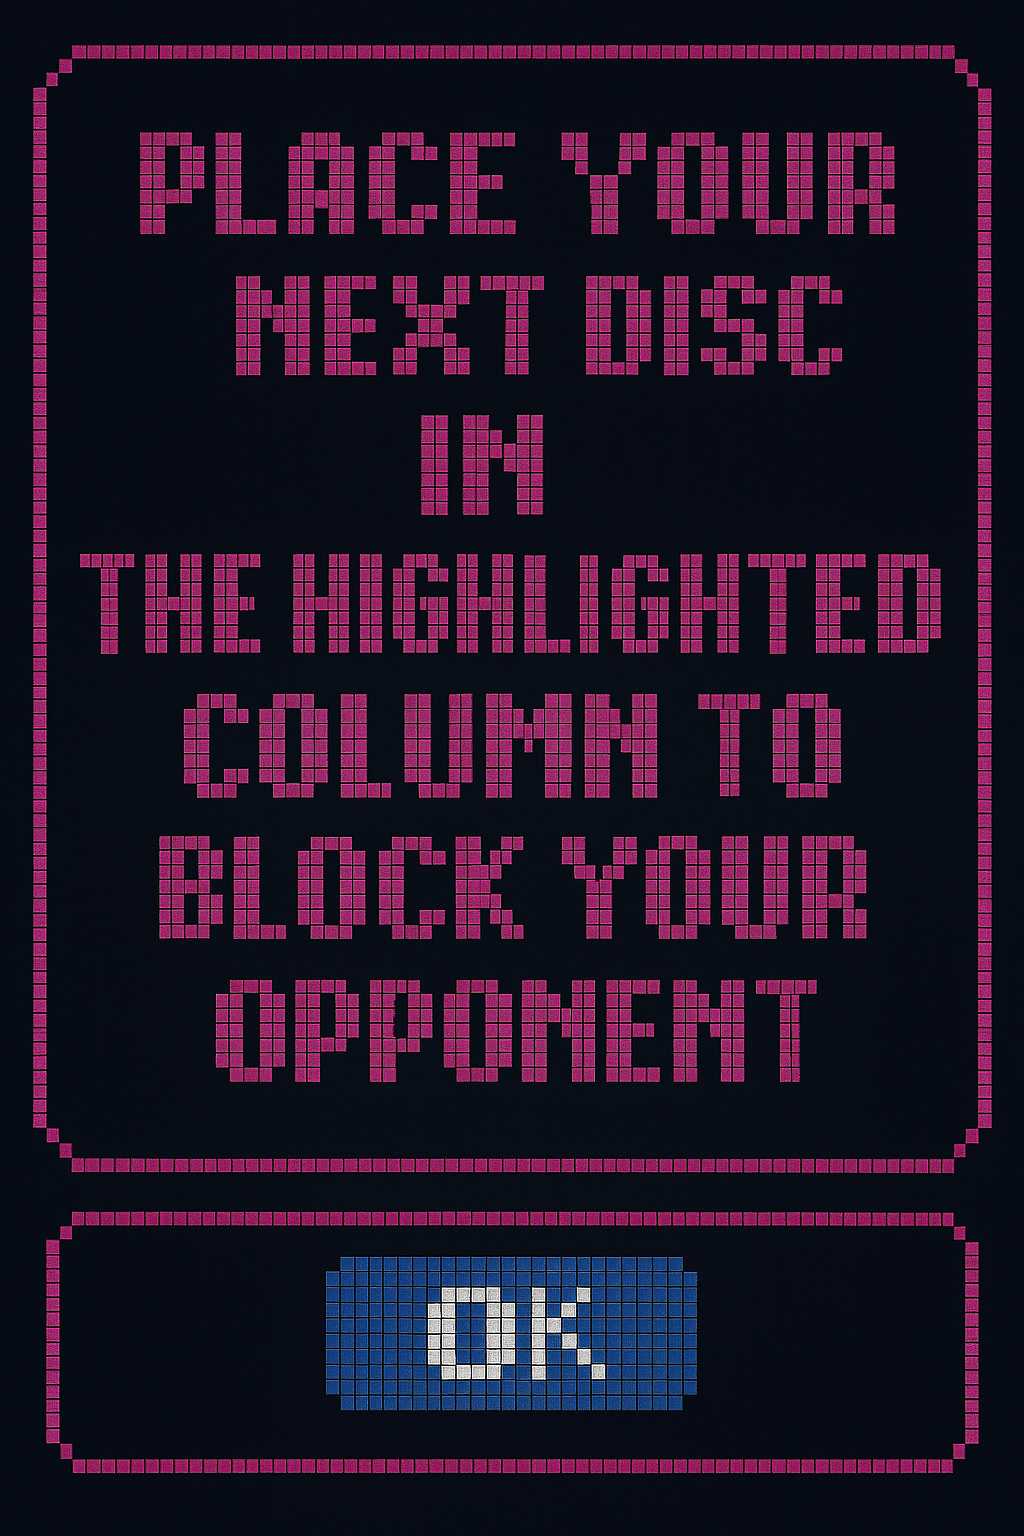 PLACE YOUR
NEXT DISC
IN
THE HIGHLIGHTED
COLUMN TO
BLOCK YOUR
OPPONENT
OK